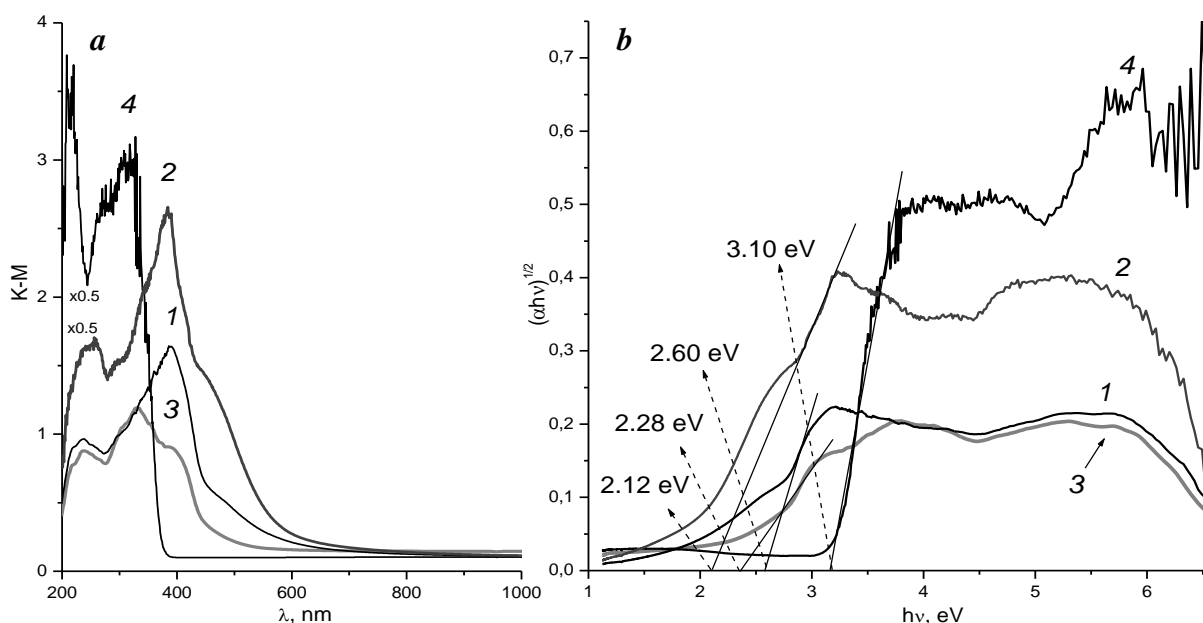 a
K-M
4
3
2
1
0
4
2
1
3
x0.5
x0.5
200
400
600
800
1000
λ, nm
b
(αhν)1/2
0,7
0,6
0,5
0,4
0,3
0,2
0,1
0,0
4
2
1
3
3.10 eV
2.60 eV
2.28 eV
2.12 eV
1
2
3
4
5
6
hν, eV